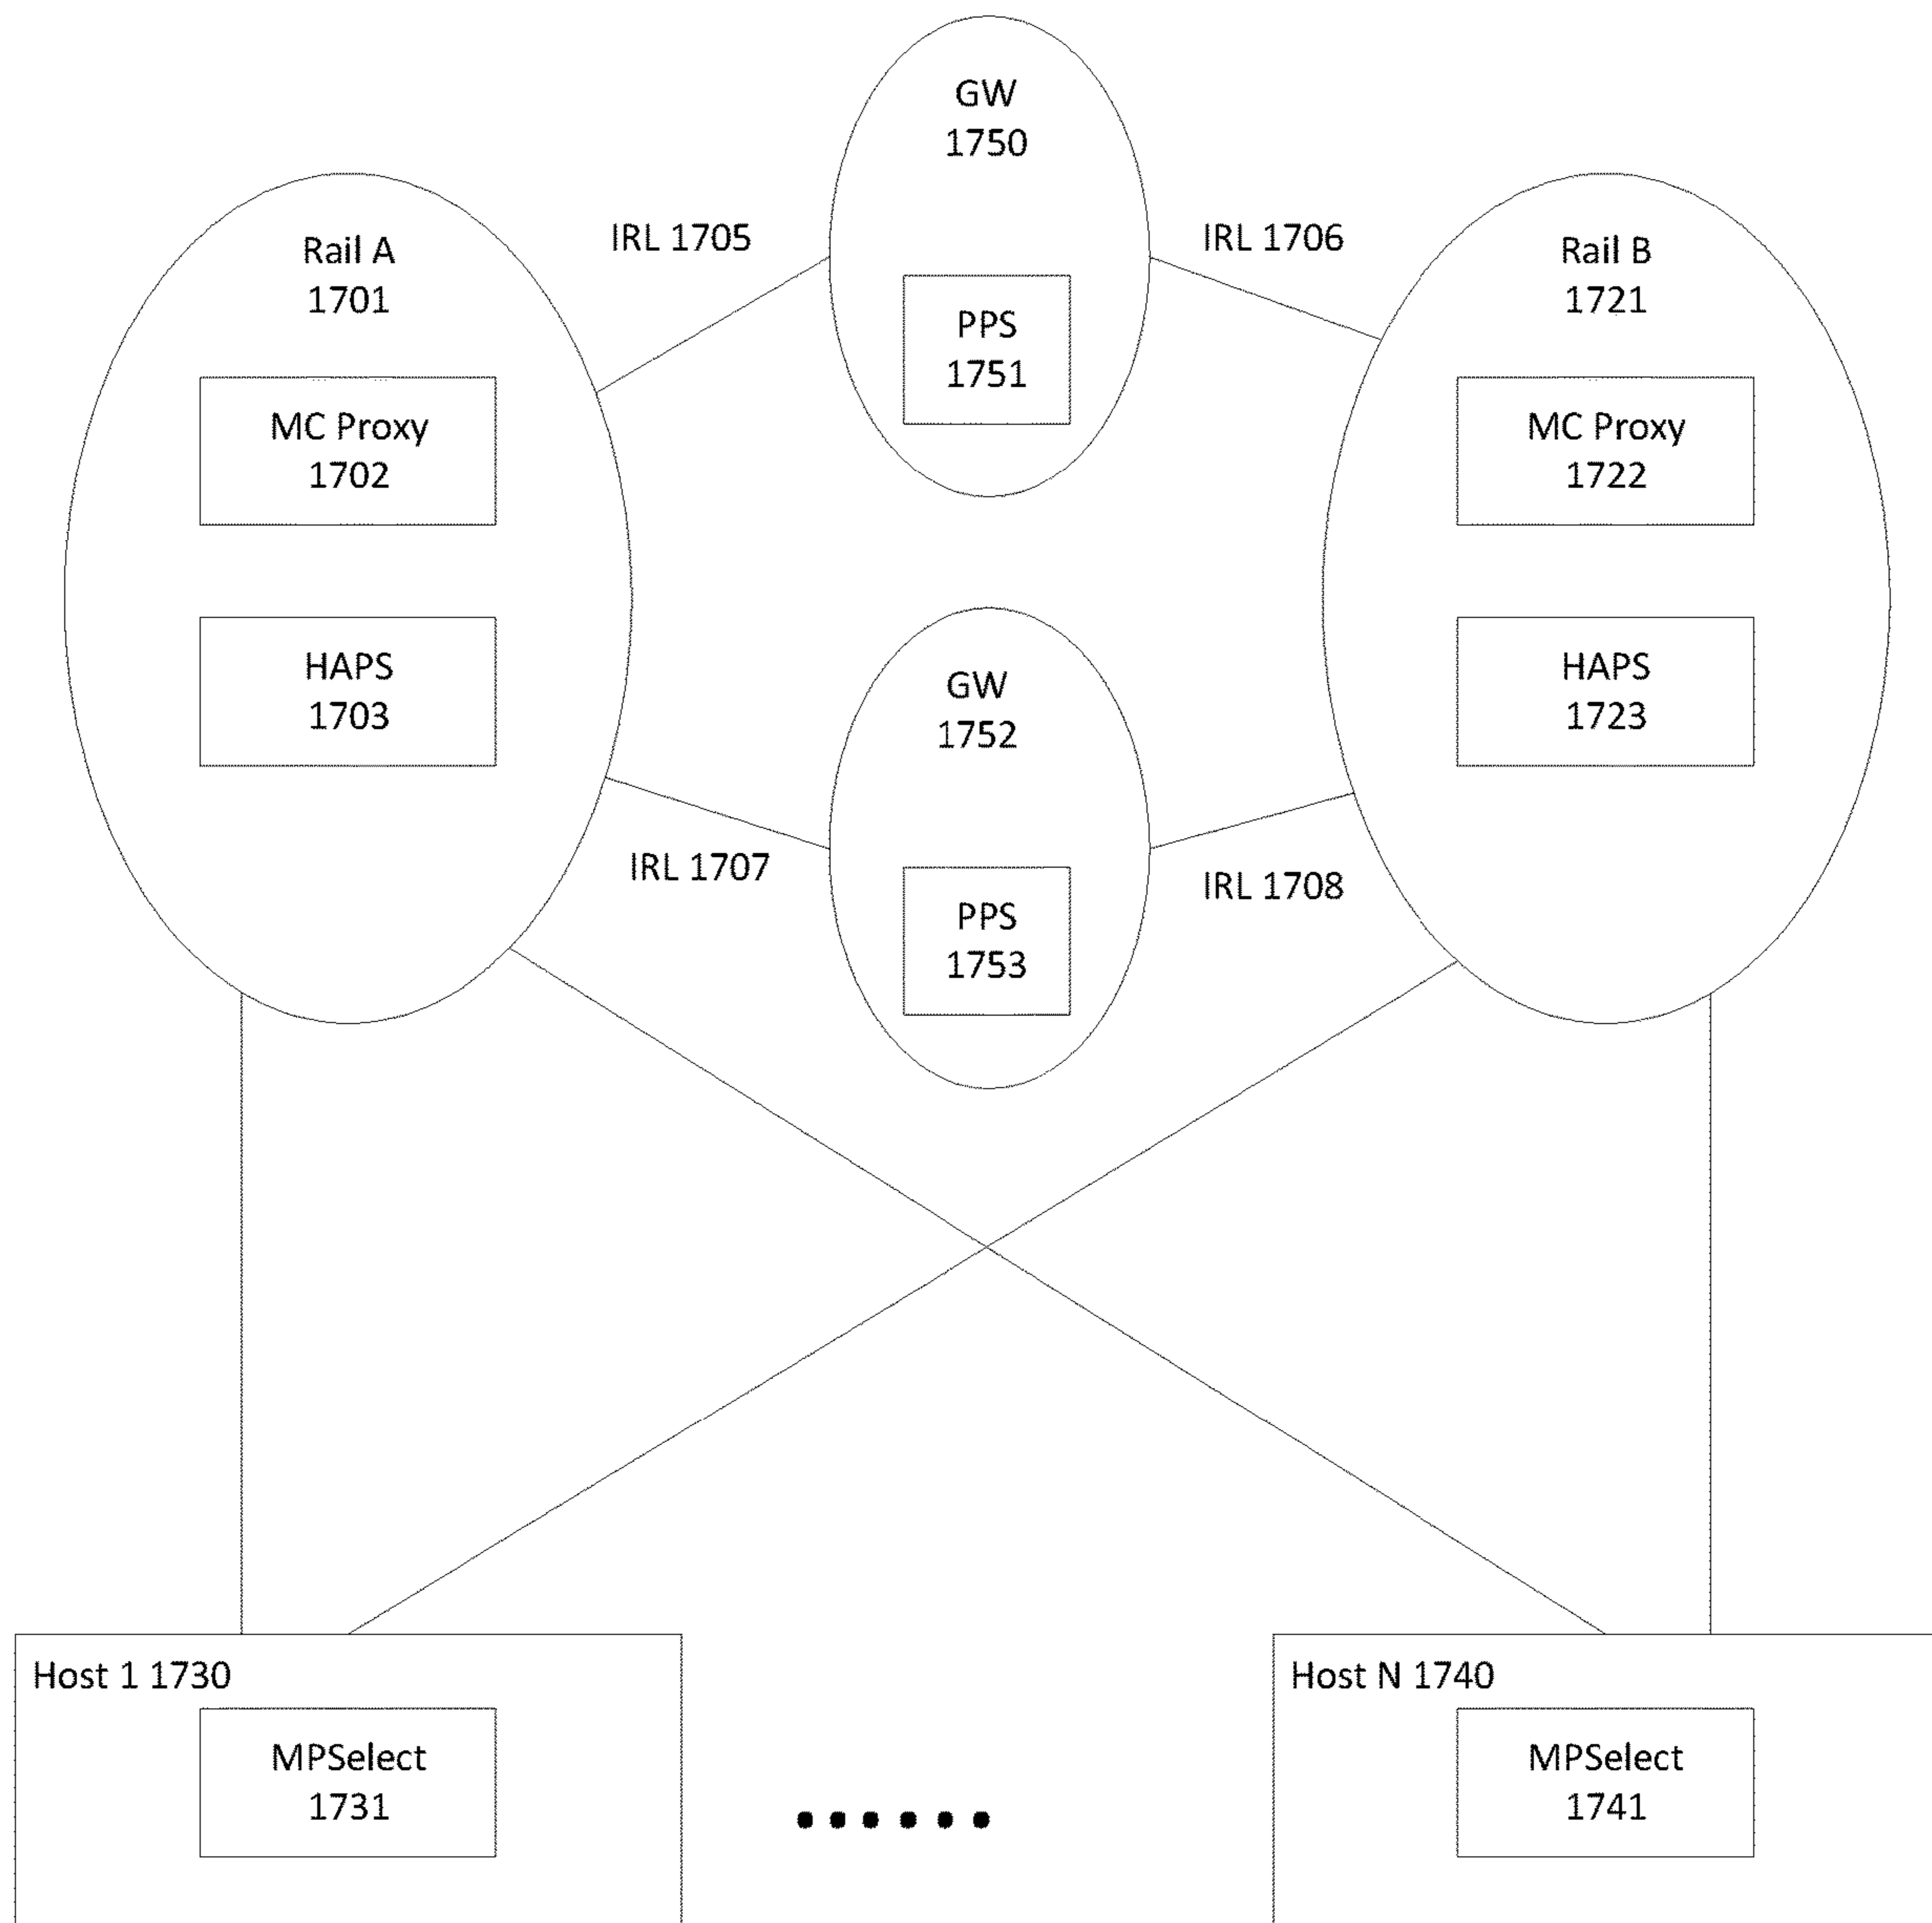 GW
1750
Rail A
1701
IRL 1705
IRL 1706
Rail B
1721
PPS
1751
MC Proxy
1702
MC Proxy
1722
HAPS
1703
GW
1752
HAPS
1723
IRL 1707
IRL 1708
PPS
1753
Host 1 1730
Host N 1740
MPSelect
1731
MPSelect
1741